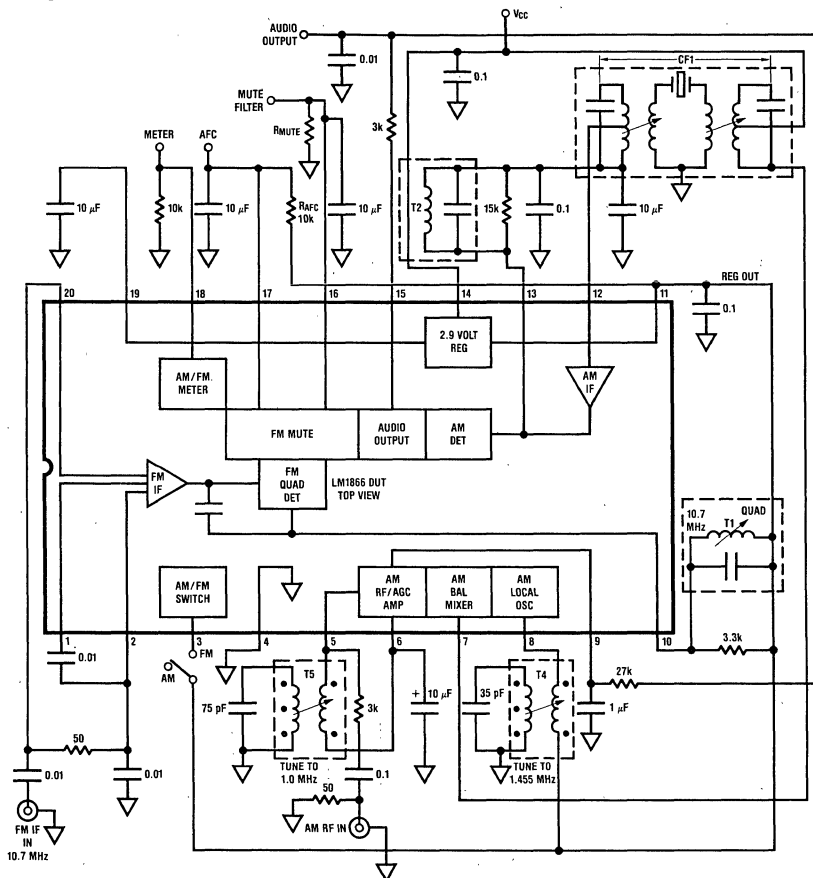 VCC
AUDIO OUTPUT
0.01
0.1
CF1
MUTE FILTER
RMUTE
3k
METER
AFC
10 µF
10k
10 µF
RAFC 10k
10 µF
T2
15k
0.1
10 µF
REG OUT
0.1
20
19
18
17
16
15
14
13
12
11
2.9 VOLT REG
AM/FM METER
AM IF
FM MUTE
AUDIO OUTPUT
AM DET
FM IF
FM QUAD DET
LM1866 DUT TOP VIEW
10.7 MHz
QUAD
T1
AM/FM SWITCH
AM RF/AGC AMP
AM BAL MIXER
AM LOCAL OSC
1
2
3
4
5
6
7
8
9
10
0.01
FM
AM
3.3k
T5
75 pF
3k
+
10 µF
T4
35 pF
27k
1 µF
TUNE TO 1.0 MHz
TUNE TO 1.455 MHz
50
0.01
0.01
50
0.1
FM IF IN 10.7 MHz
AM RF IN